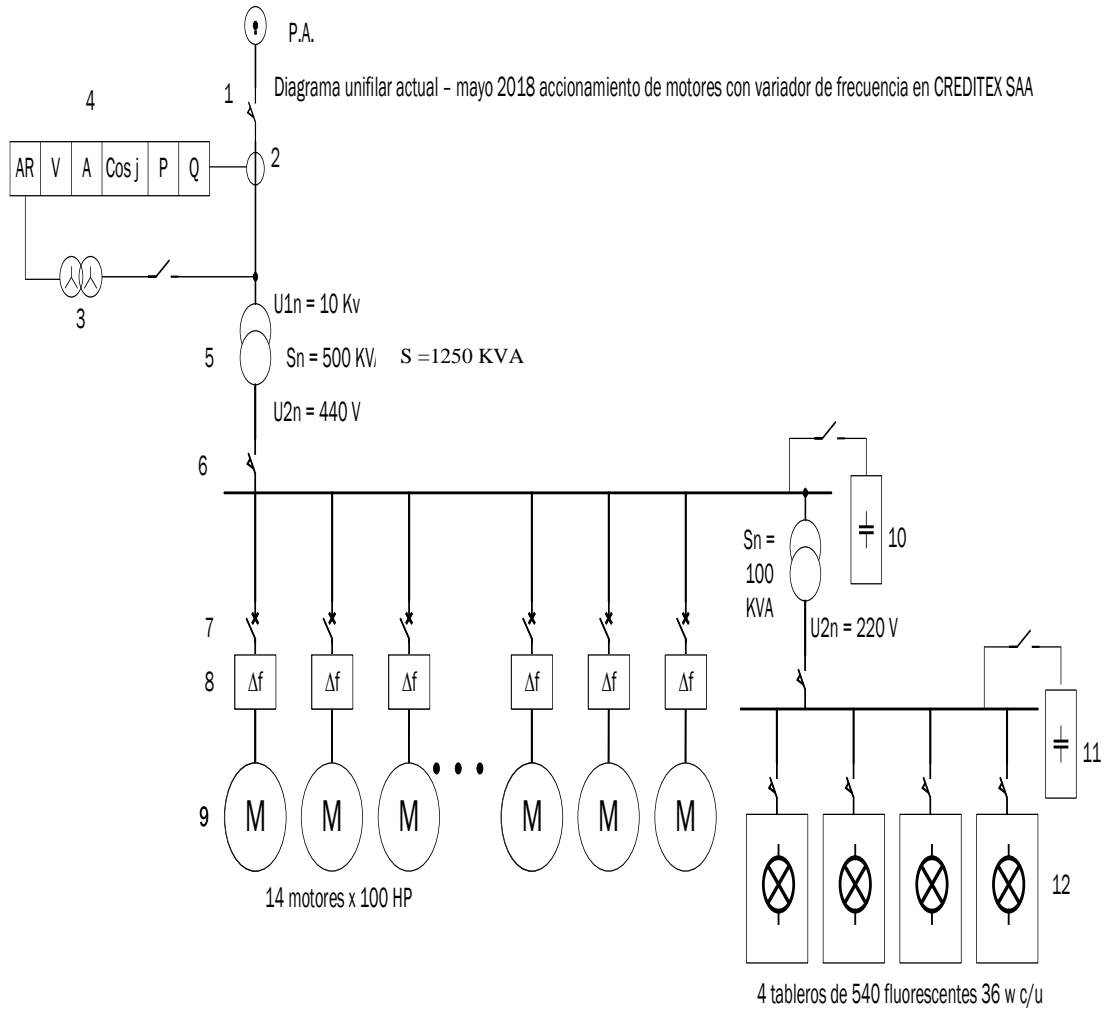 P.A.
Diagrama unifilar actual – mayo 2018 accionamiento de motores con variador de frecuencia en CREDITEX SAA
1
4
AR V A Cos j P Q
2
3
U1n = 10 Kv
5 Sn = 500 KV S =1250 KVA
U2n = 440 V
6
10
Sn =
100
KVA
U2n = 220 V
7
8 Δf Δf Δf Δf Δf Δf
11
9 M M M M M M
14 motores x 100 HP
12
4 tableros de 540 fluorescentes 36 w c/u